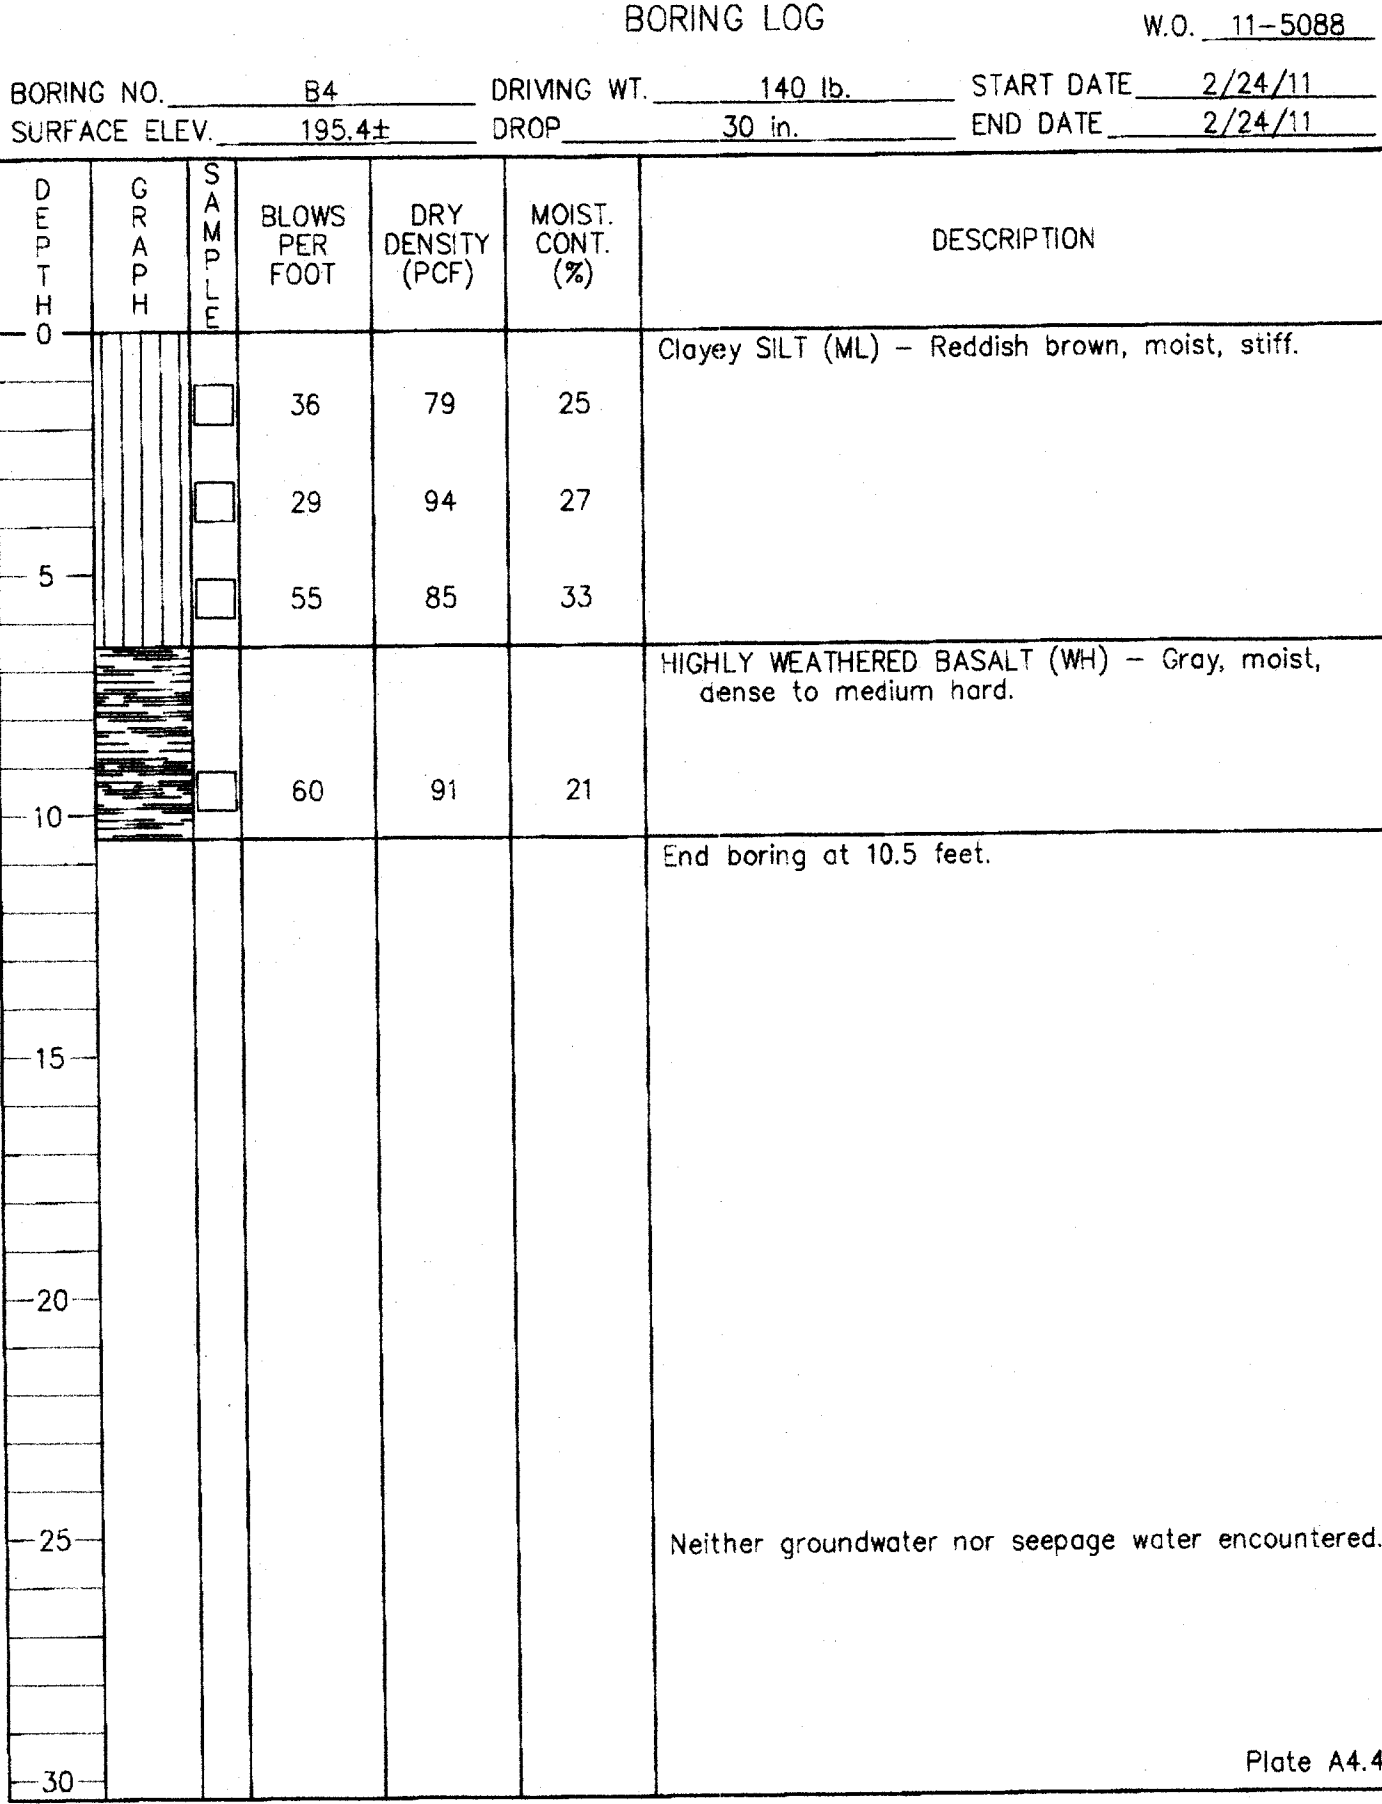 BORING LOG
W.O. 11-5088
BORING NO. B4 DRIVING WT. 140 lb. START DATE 2/24/11
SURFACE ELEV. 195.4± DROP 30 in. END DATE 2/24/11
DEPTH
GRAPH
SAMPLE
BLOWS
PER
FOOT
DRY
DENSITY
(PCF)
MOIST.
CONT.
(%)
DESCRIPTION
0
Clayey SILT (ML) – Reddish brown, moist, stiff.
36 79 25
29 94 27
5
55 85 33
HIGHLY WEATHERED BASALT (WH) – Gray, moist,
dense to medium hard.
60 91 21
10
End boring at 10.5 feet.
15
20
25
Neither groundwater nor seepage water encountered.
Plate A4.4
30